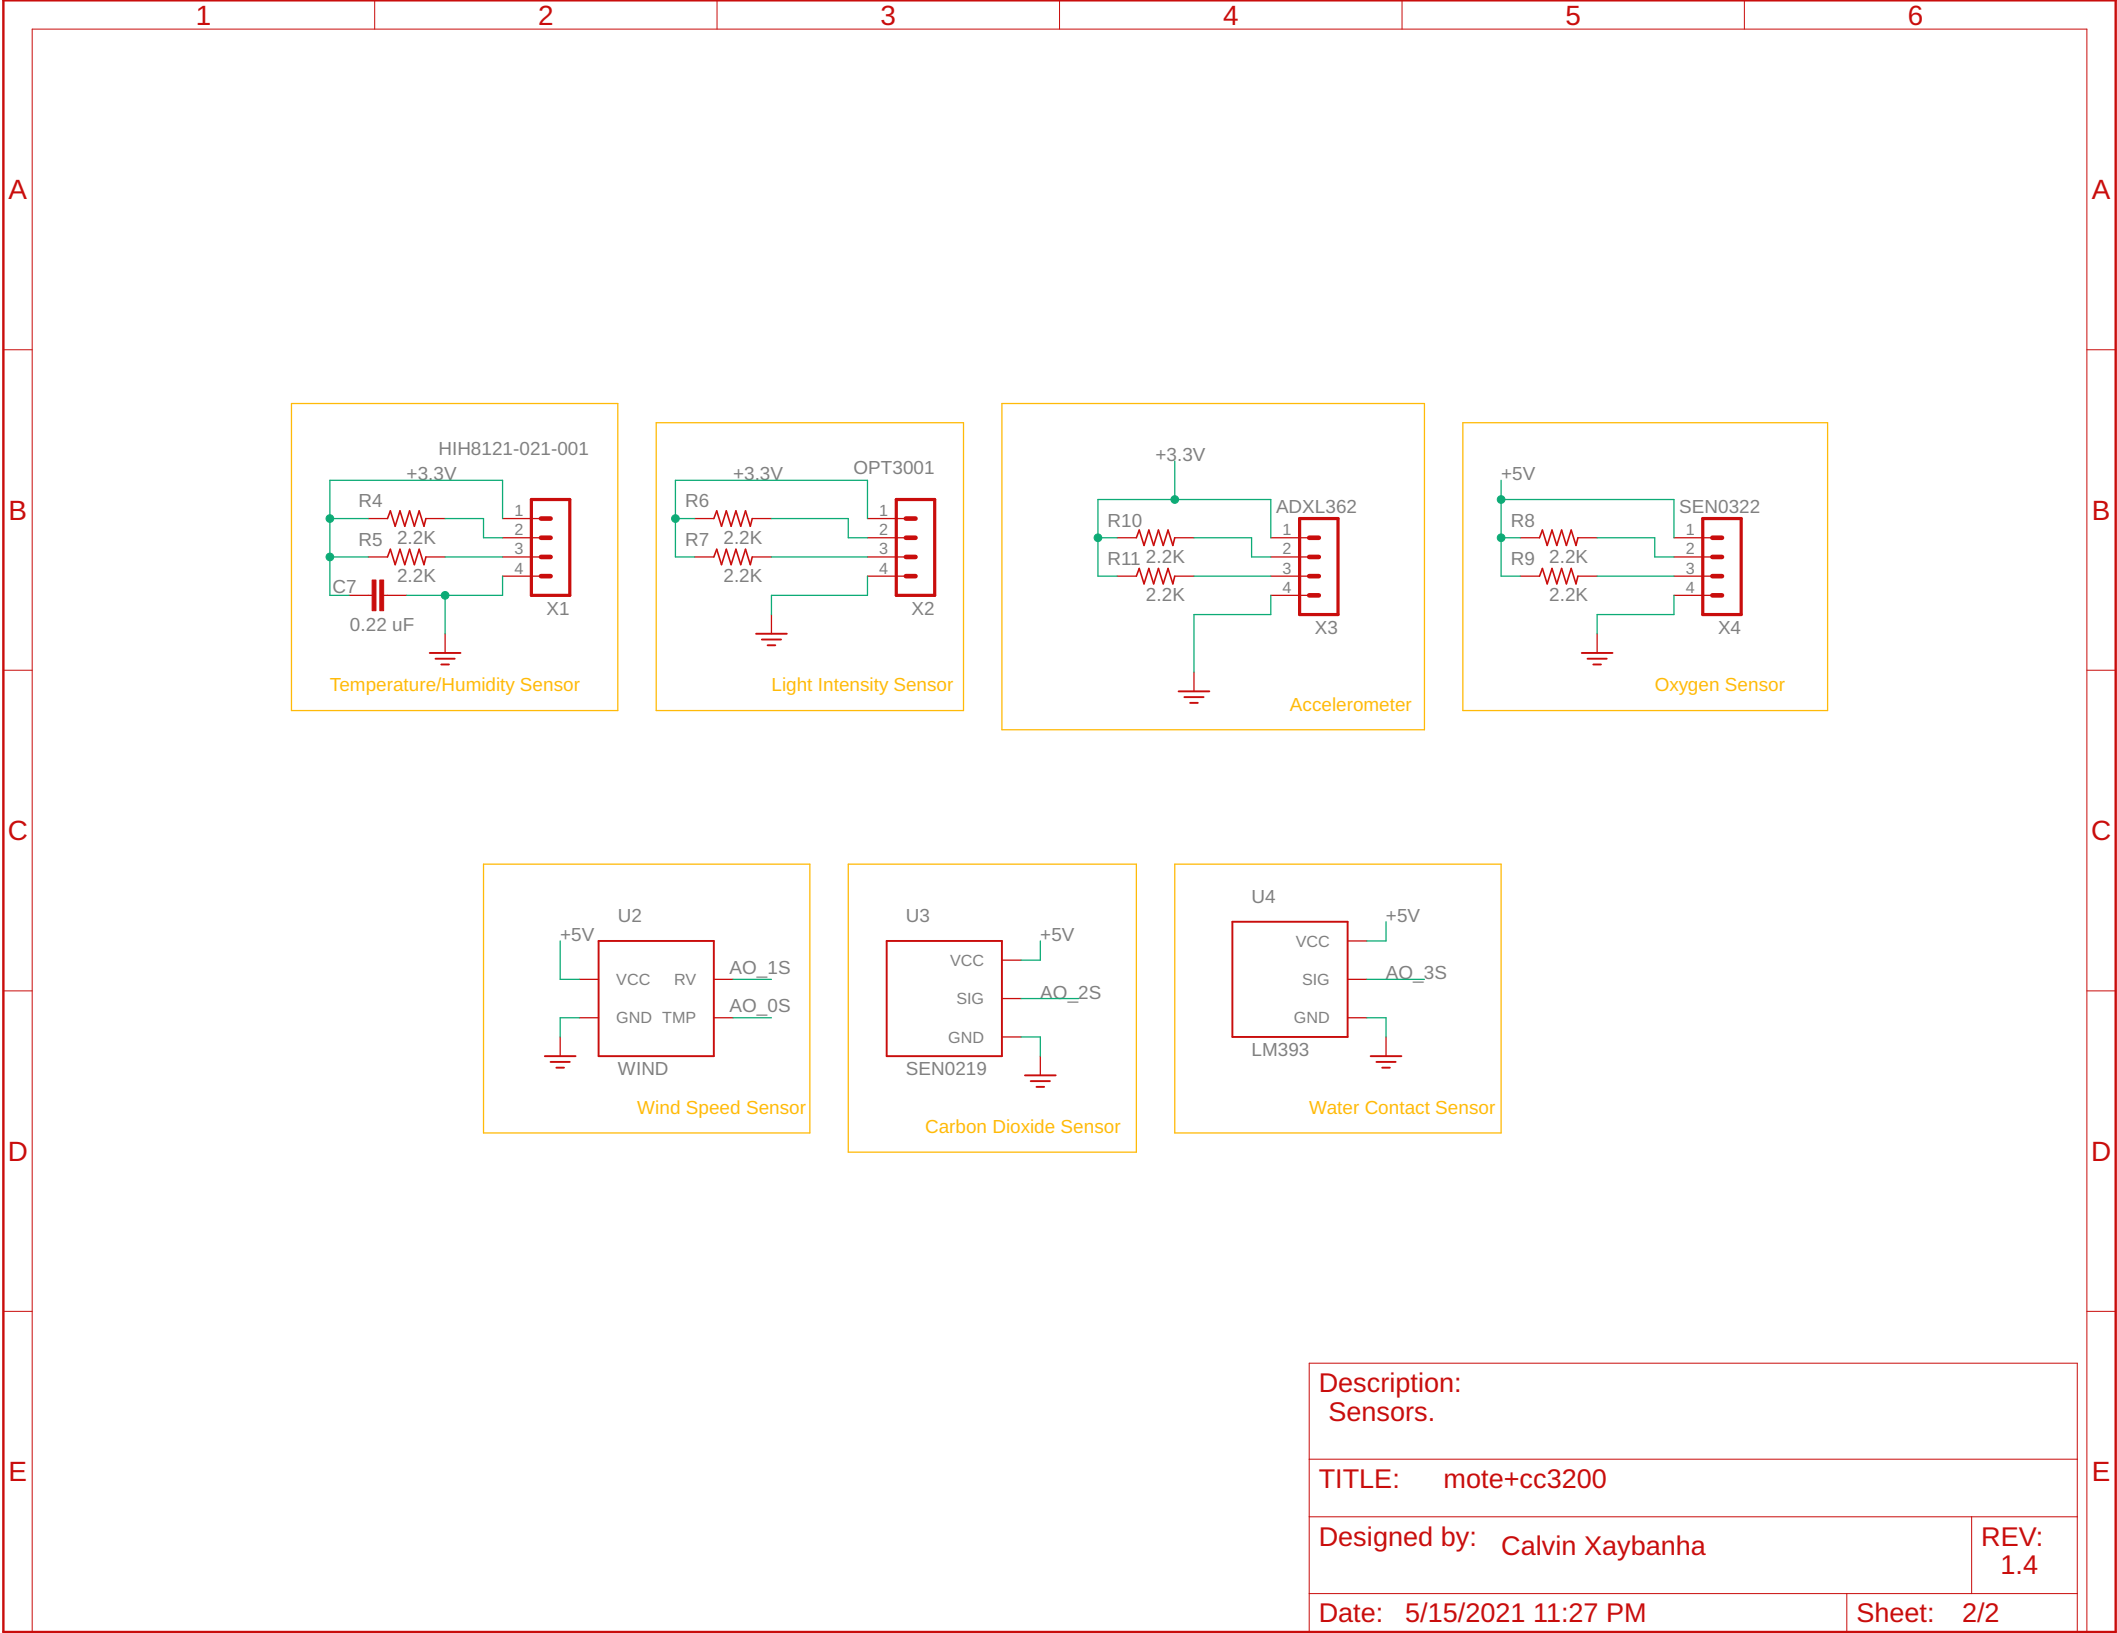 1 2 3 4 5 6
A A
B B
C C
D D
E E
HIH8121-021-001
+3.3V
R4
2.2K
R5
2.2K
C7
0.22 uF
1
2
3
4
X1
Temperature/Humidity Sensor
+3.3V
OPT3001
R6
2.2K
R7
2.2K
1
2
3
4
X2
Light Intensity Sensor
+3.3V
ADXL362
R10
2.2K
R11
2.2K
1
2
3
4
X3
Accelerometer
+5V
SEN0322
R8
2.2K
R9
2.2K
1
2
3
4
X4
Oxygen Sensor
U2
+5V
VCC RV AO_1S
GND TMP AO_0S
WIND
Wind Speed Sensor
U3
+5V
VCC
SIG AO_2S
GND
SEN0219
Carbon Dioxide Sensor
U4
+5V
VCC
SIG AO_3S
GND
LM393
Water Contact Sensor
Description:
Sensors.
TITLE: mote+cc3200
Designed by: Calvin Xaybanha
REV:
1.4
Date: 5/15/2021 11:27 PM
Sheet: 2/2